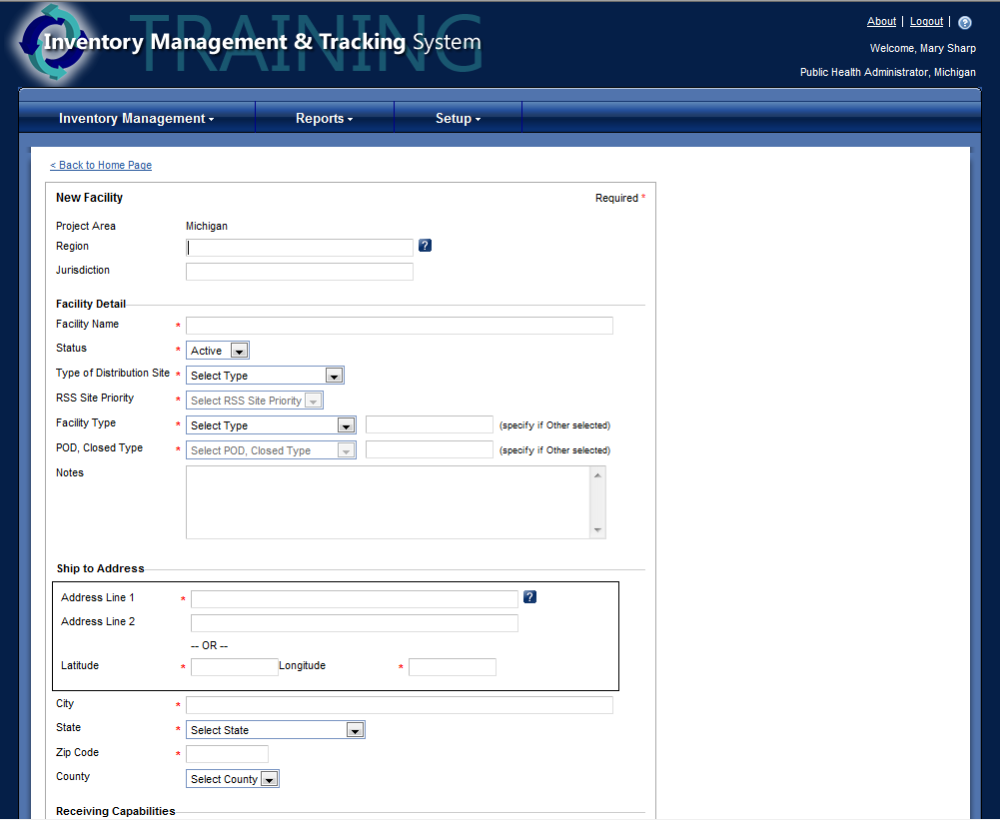 TRAINING
Inventory Management & Tracking System
About | Logout | ?
Welcome, Mary Sharp
Public Health Administrator, Michigan
Inventory Management Reports Setup
< Back to Home Page
New Facility Required *
Project Area Michigan
Region ?
Jurisdiction
Facility Detail
Facility Name *
Status * Active
Type of Distribution Site * Select Type
RSS Site Priority * Select RSS Site Priority
Facility Type * Select Type (specify if Other selected)
POD, Closed Type * Select POD, Closed Type (specify if Other selected)
Notes
Ship to Address
Address Line 1 * ?
Address Line 2
-- OR --
Latitude * Longitude *
City *
State * Select State
Zip Code *
County Select County
Receiving Capabilities